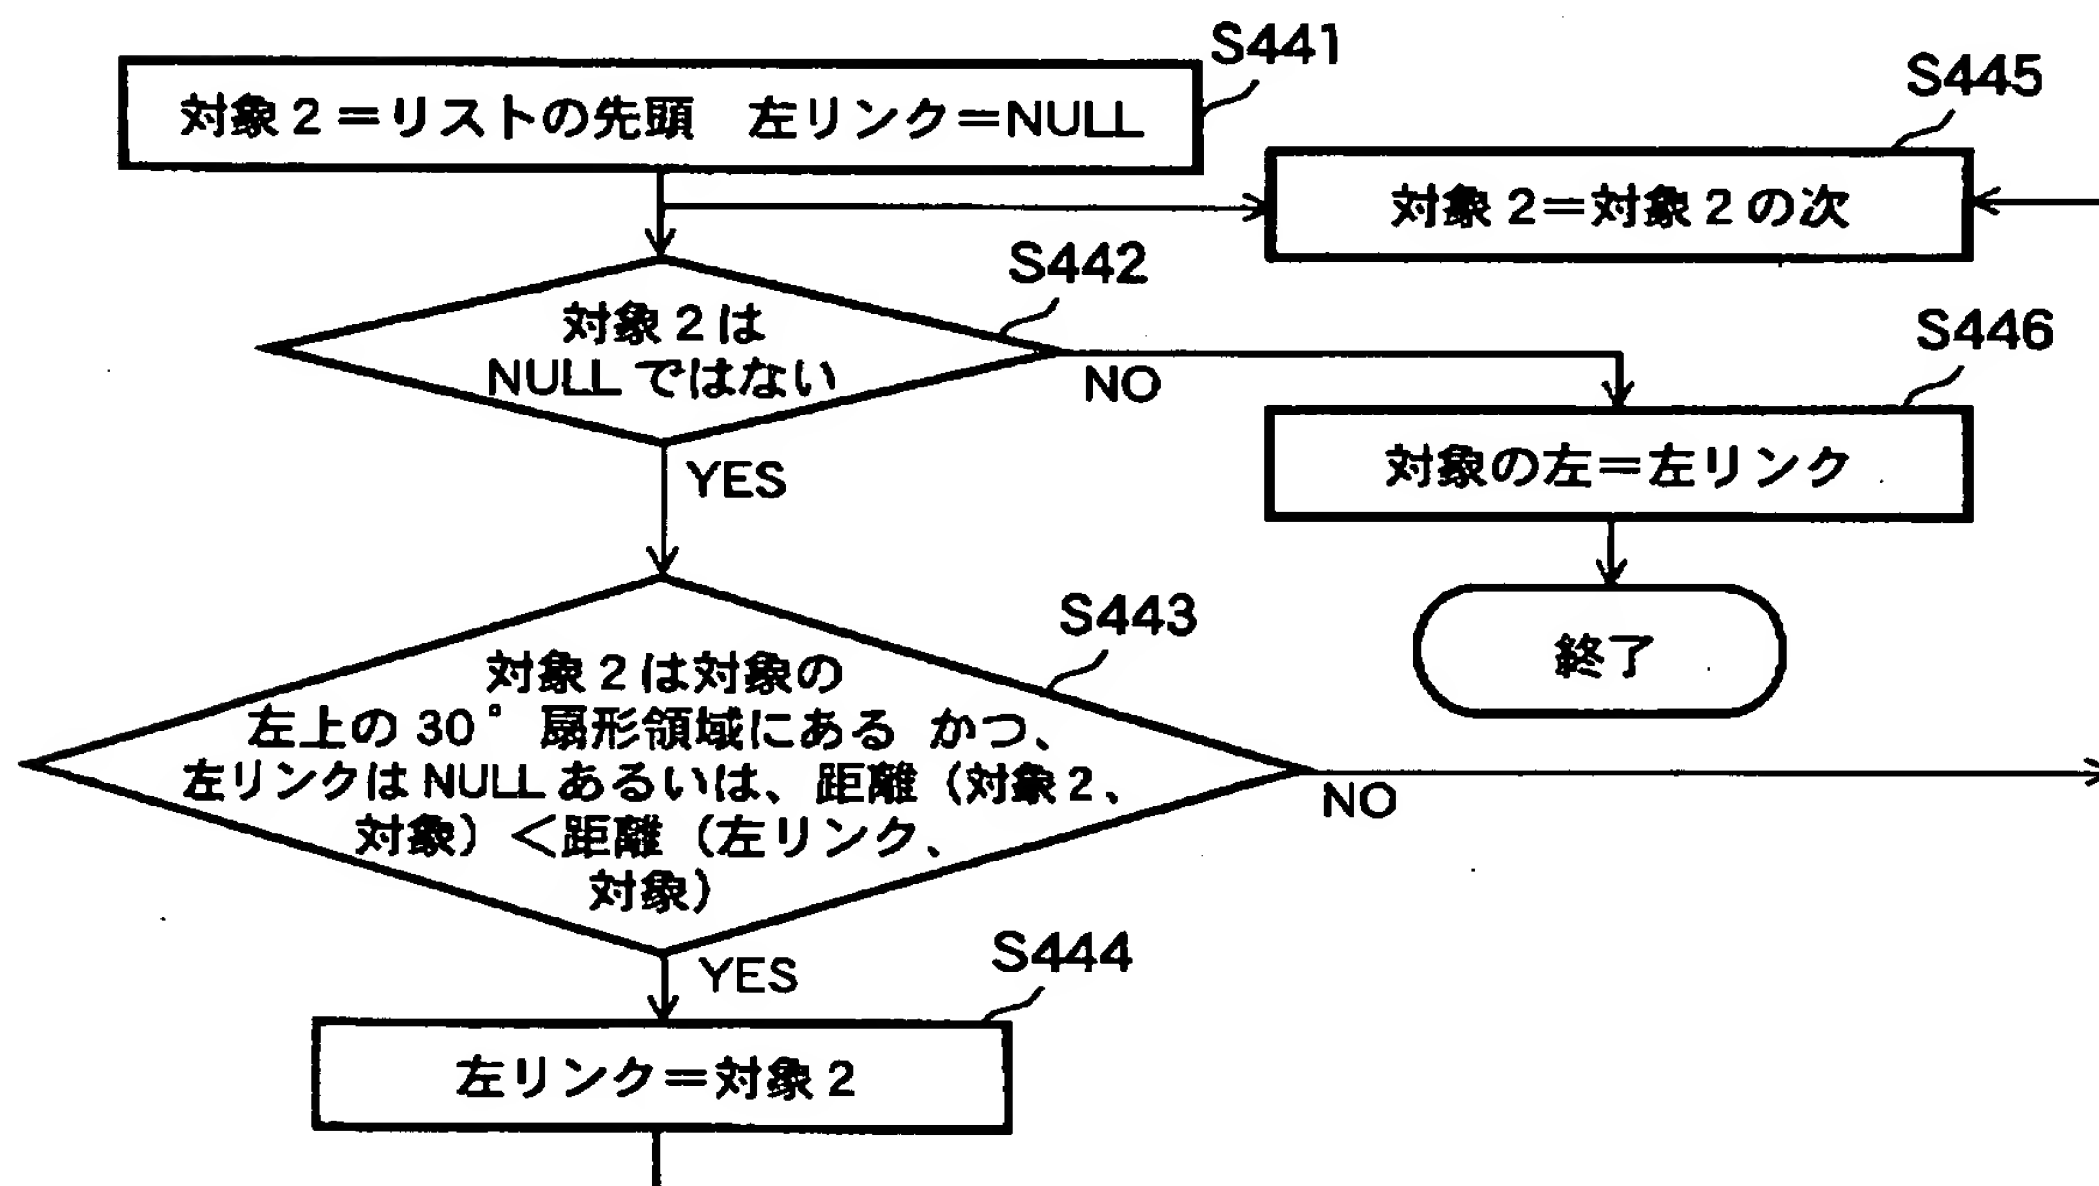 S441
対象2=リストの先頭　左リンク=NULL
S445
対象2=対象2の次
S442
対象2は
NULLではない
NO
YES
S446
対象の左=左リンク
終了
S443
対象2は対象の
左上の30°扇形領域にある かつ、
左リンクはNULLあるいは、距離(対象2、
対象)<距離(左リンク、
対象)
NO
YES
S444
左リンク=対象2